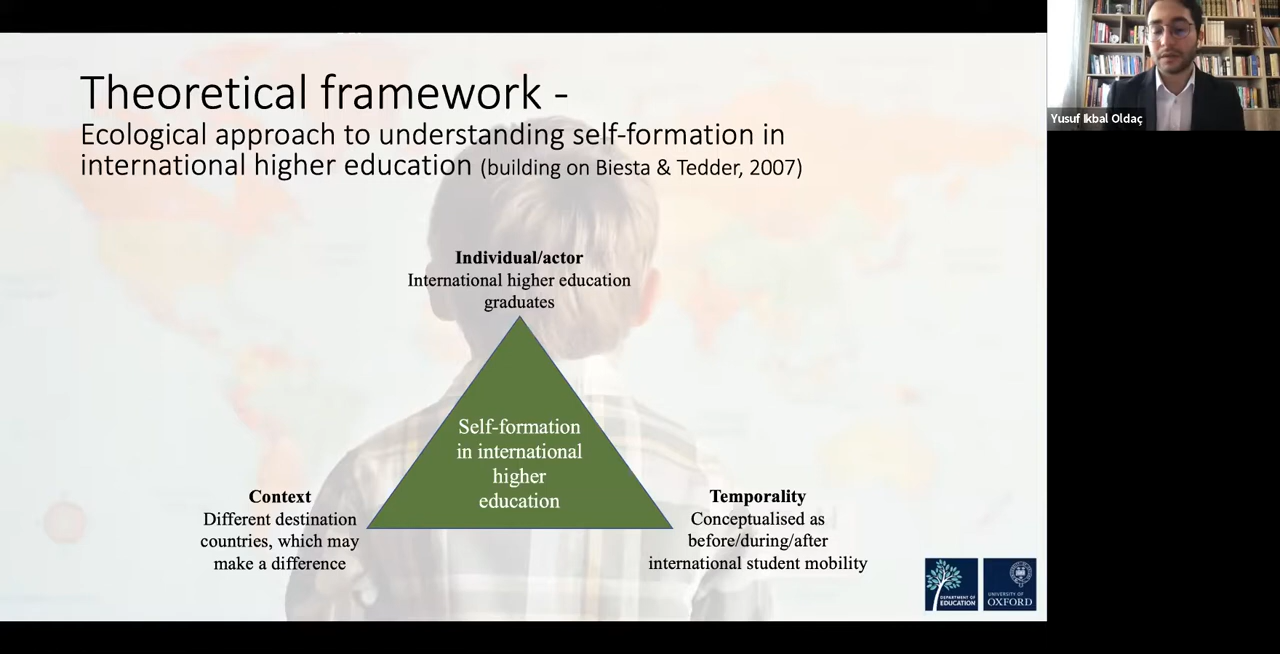 Theoretical framework -
Ecological approach to understanding self-formation in
international higher education (building on Biesta & Tedder, 2007)
Yusuf Ikbal Oldaç
Individual/actor
International higher education
graduates
Self-formation
in international
higher
education
Context
Different destination
countries, which may
make a difference
Temporality
Conceptualised as
before/during/after
international student mobility
DEPARTMENT OF
EDUCATION
UNIVERSITY OF
OXFORD